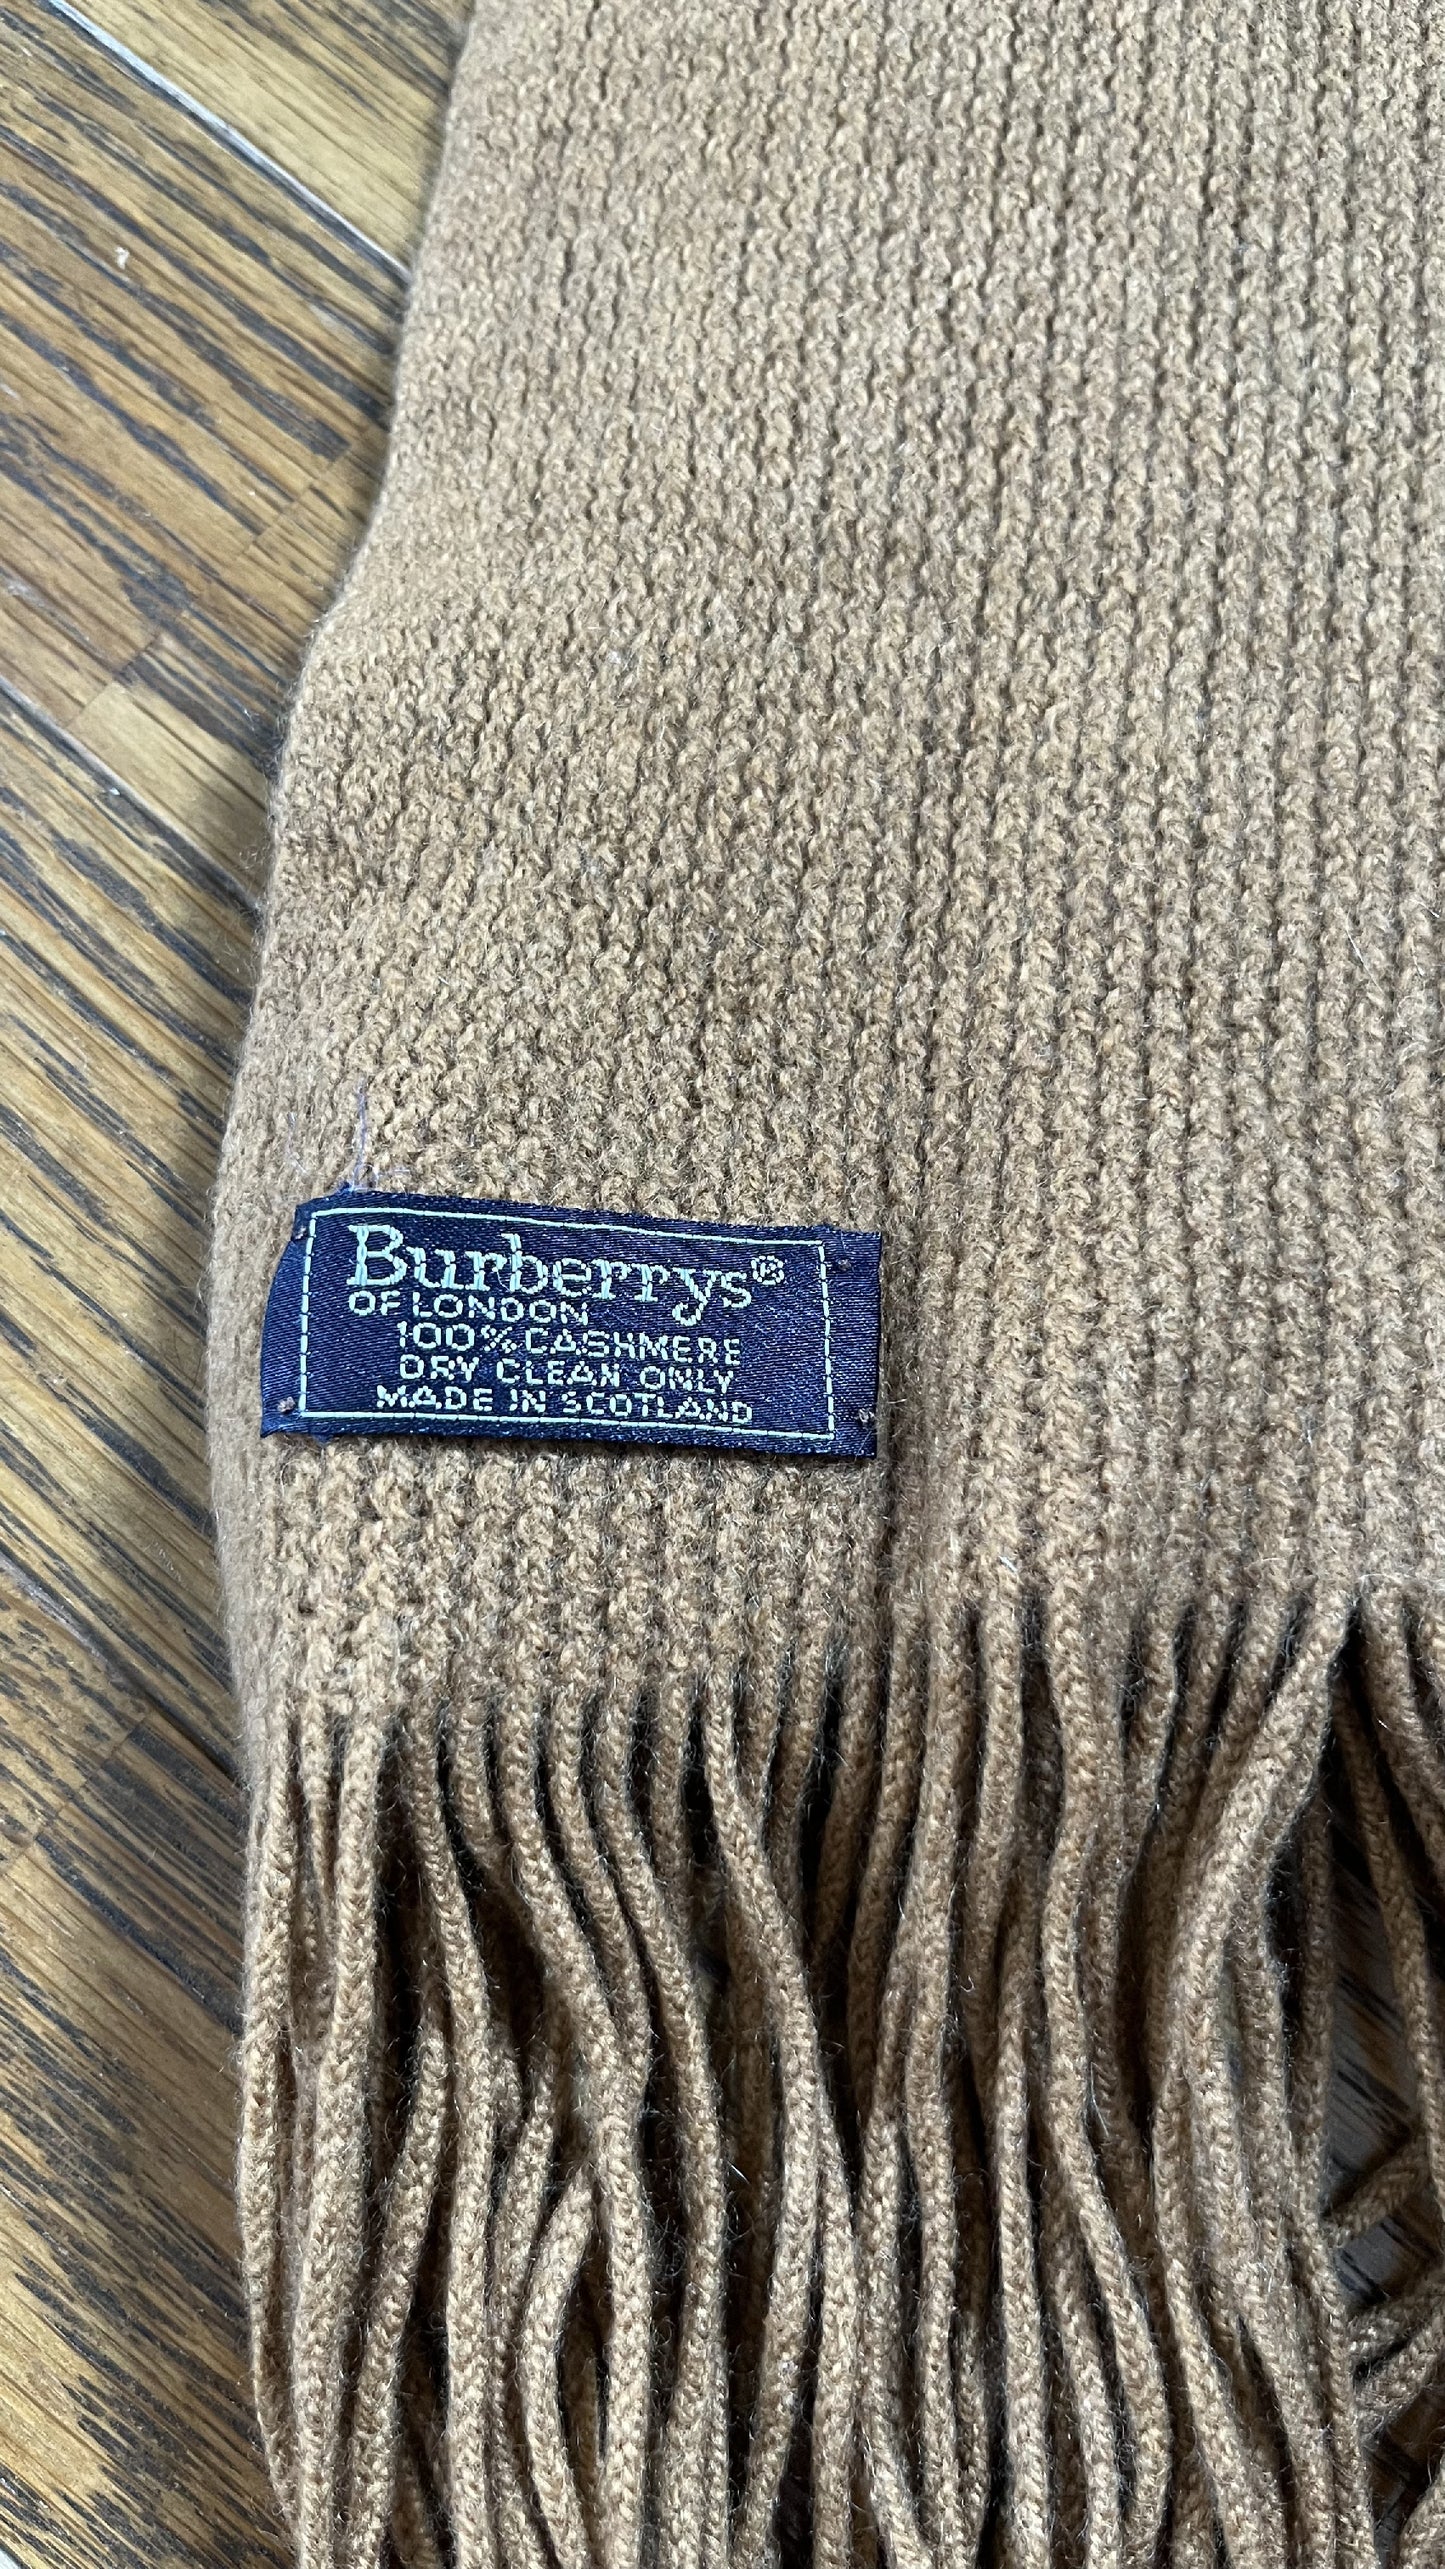 Burberrys®
OF LONDON
100% CASHMERE
DRY CLEAN ONLY
MADE IN SCOTLAND